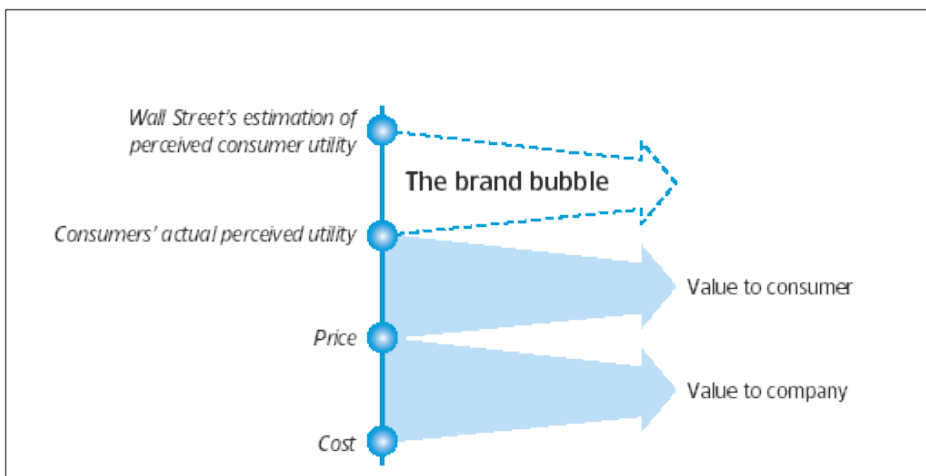 Wall Street's estimation of
perceived consumer utility
The brand bubble
Consumers' actual perceived utility
Value to consumer
Price
Value to company
Cost